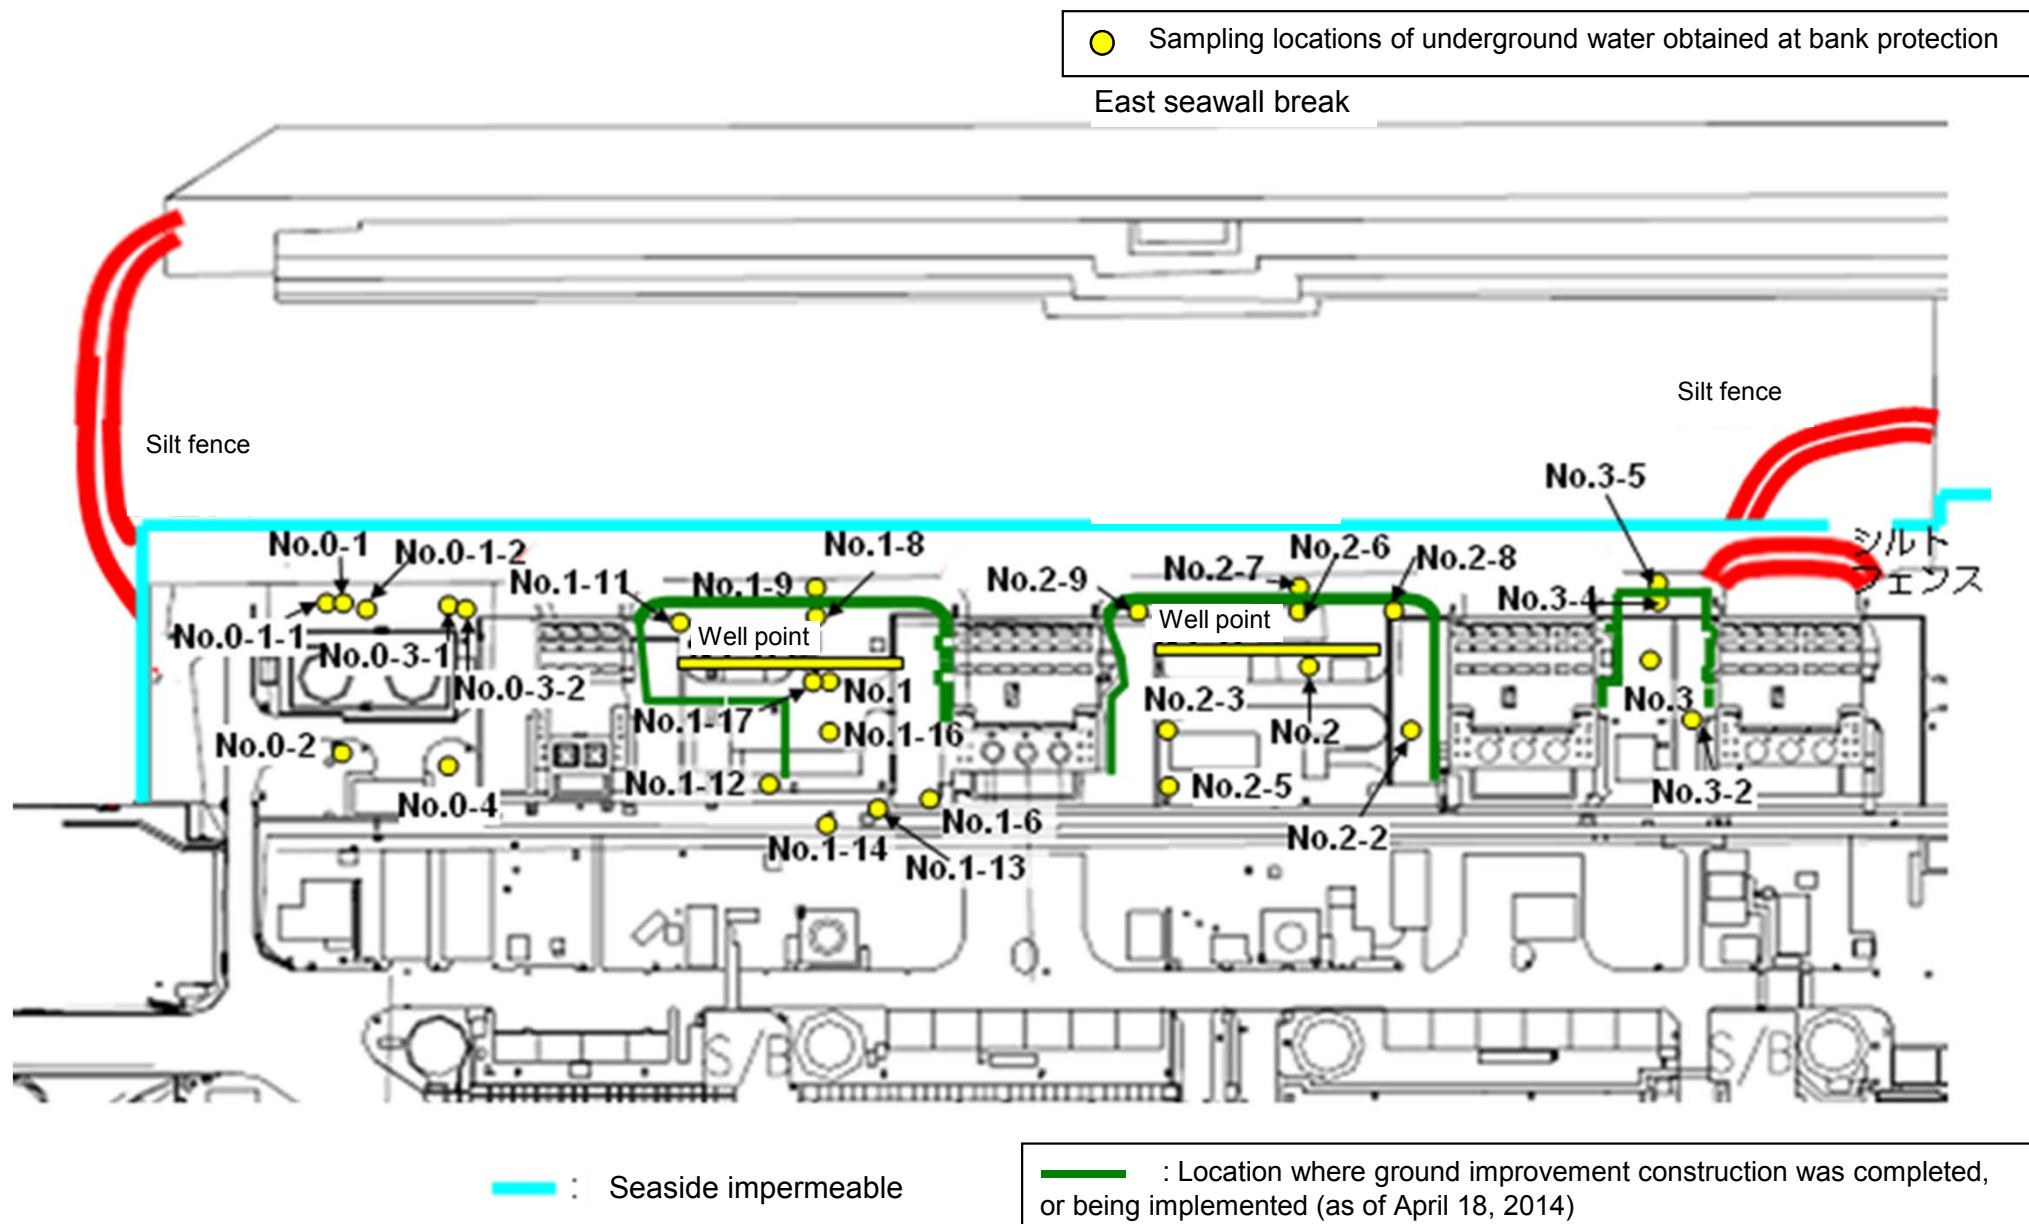 Sampling locations of underground water obtained at bank protection
East seawall break
Silt fence
Silt fence
No.3-5
No.0-1
No.0-1-2
No.1-8
No.2-6
No.2-8
シルト
フェンス
No.1-11
No.1-9
No.2-9
No.2-7
No.3-4
No.0-1-1
No.0-3-1
Well point
Well point
No.0-3-2
No.1
No.2-3
No.3
No.1-17
No.1-16
No.2
No.0-2
No.1-12
No.2-5
No.3-2
No.0-4
No.1-6
No.2-2
No.1-14
No.1-13
S/B
S/B
: Seaside impermeable
: Location where ground improvement construction was completed,
or being implemented (as of April 18, 2014)